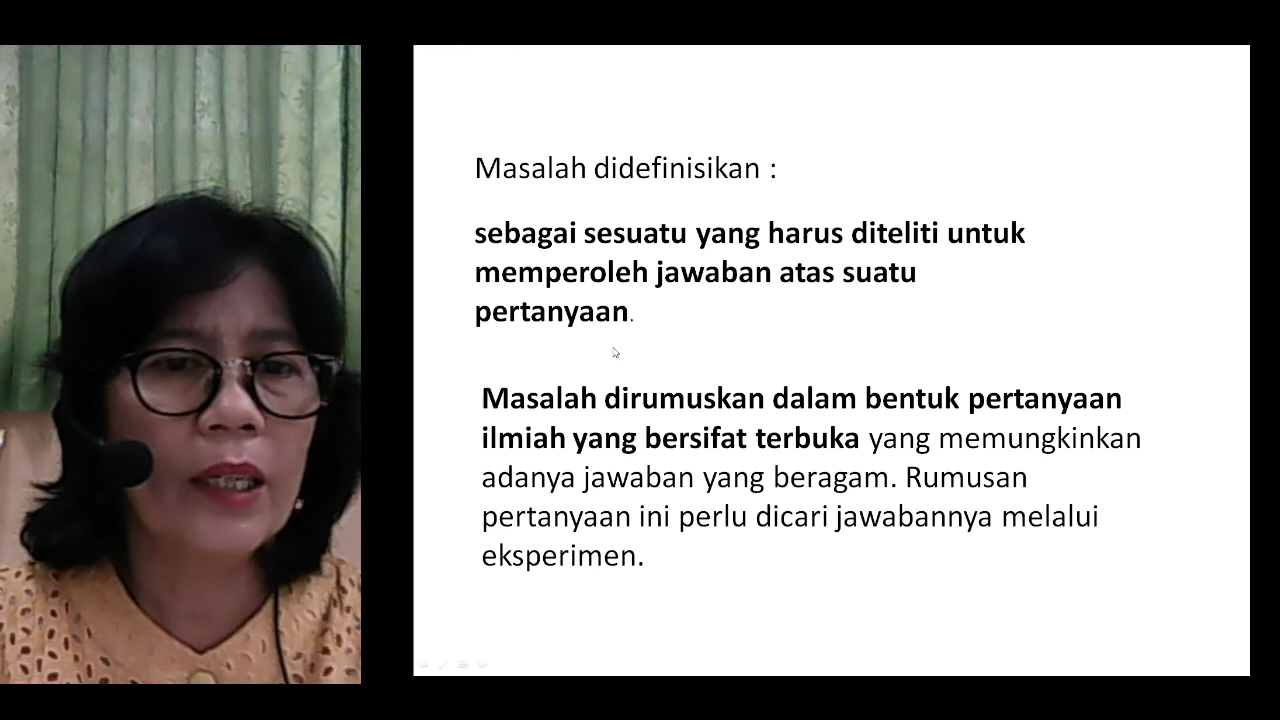 Masalah didefinisikan :
sebagai sesuatu yang harus diteliti untuk
memperoleh jawaban atas suatu
pertanyaan.
Masalah dirumuskan dalam bentuk pertanyaan
ilmiah yang bersifat terbuka yang memungkinkan
adanya jawaban yang beragam. Rumusan
pertanyaan ini perlu dicari jawabannya melalui
eksperimen.